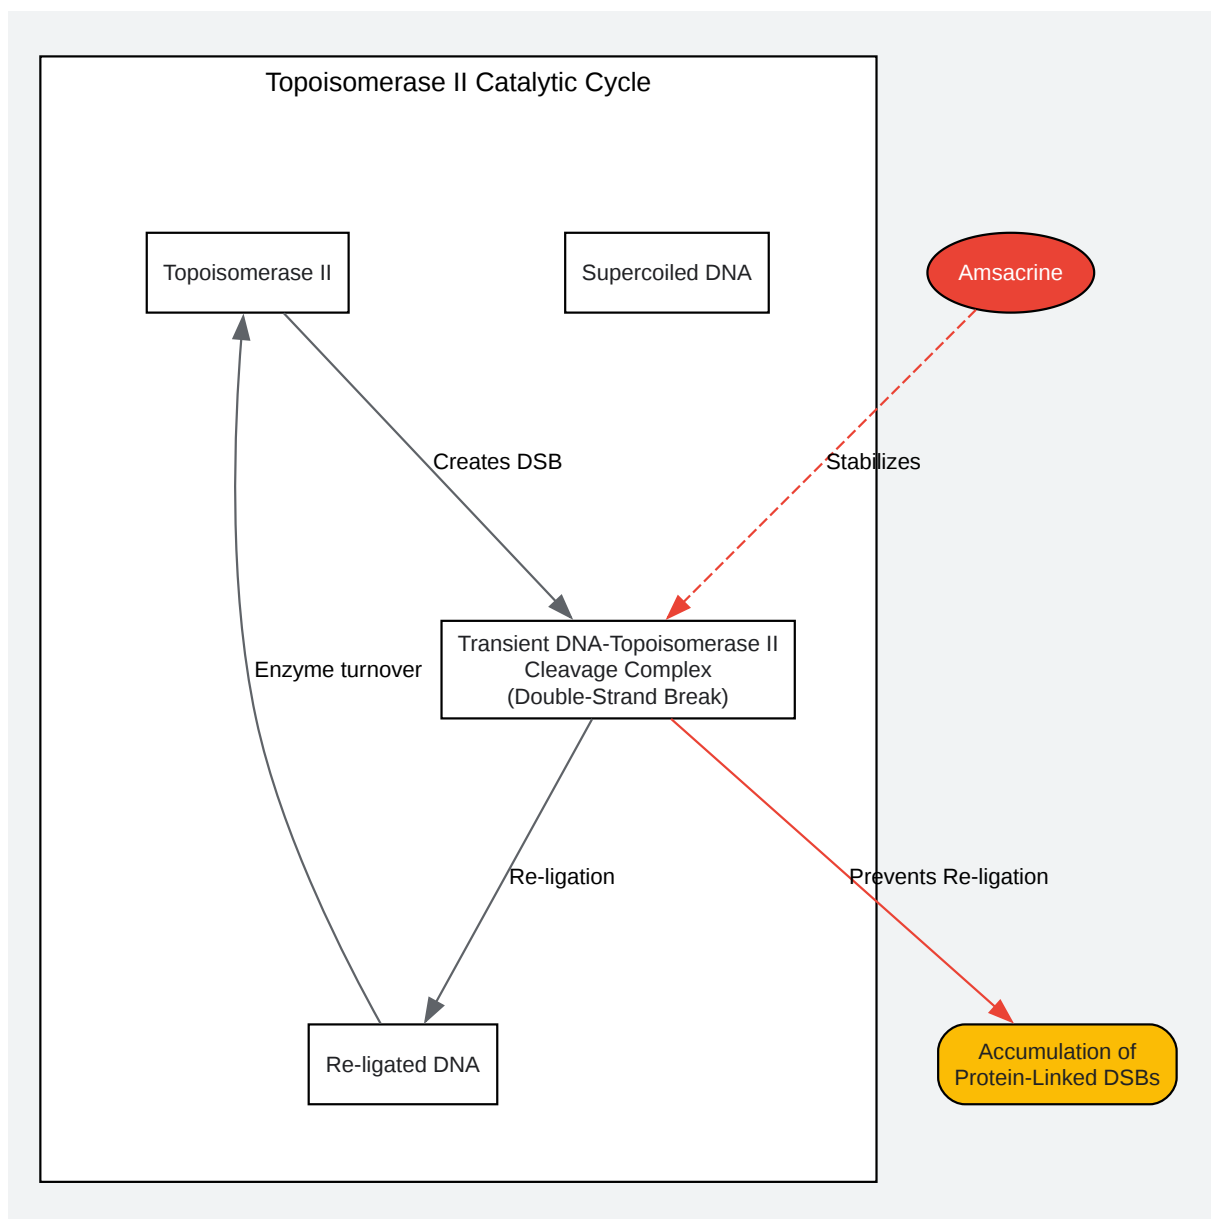 Topoisomerase II Catalytic Cycle
Topoisomerase II
Supercoiled DNA
Amsacrine
Creates DSB
Stabilizes
Transient DNA-Topoisomerase II
Cleavage Complex
(Double-Strand Break)
Enzyme turnover
Re-ligation
Prevents Re-ligation
Re-ligated DNA
Accumulation of
Protein-Linked DSBs